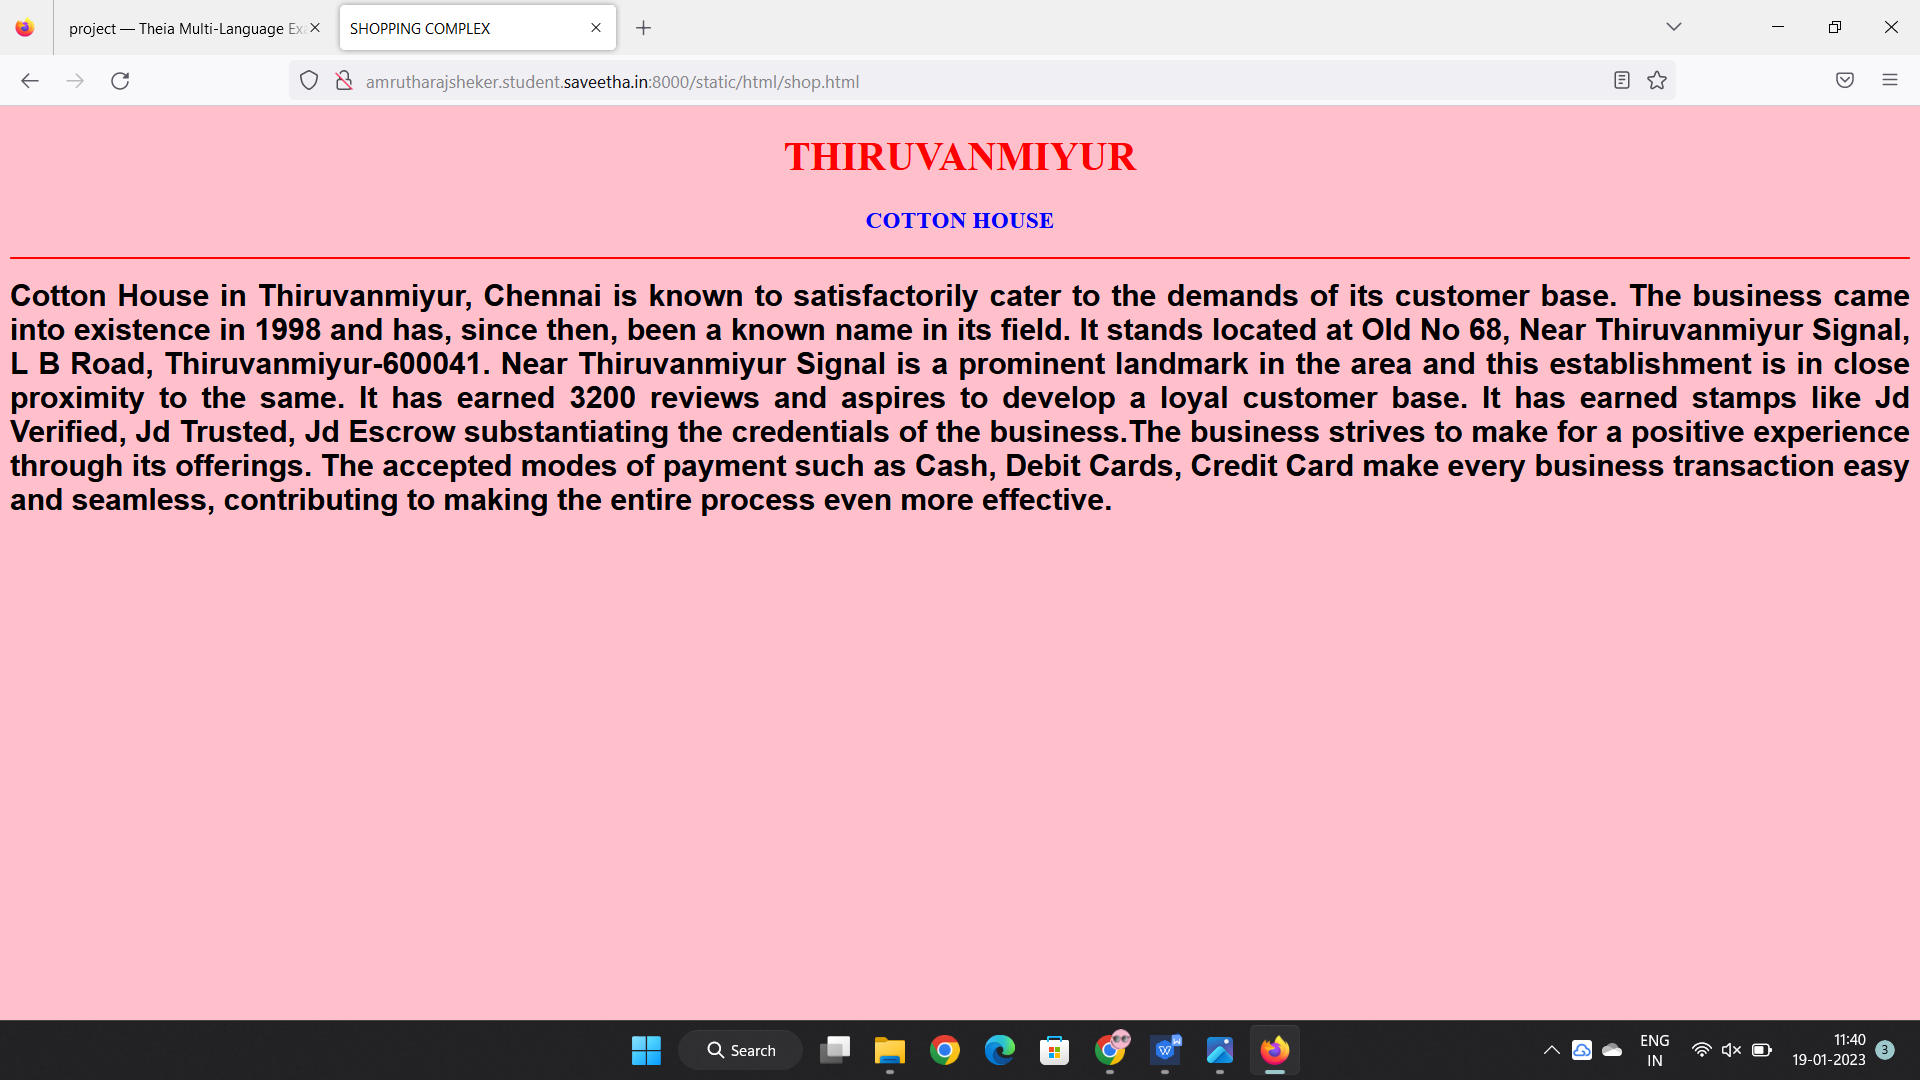 project — Theia Multi-Language Exa
SHOPPING COMPLEX
amrutharajsheker.student.saveetha.in:8000/static/html/shop.html
THIRUVANMIYUR
COTTON HOUSE
Cotton House in Thiruvanmiyur, Chennai is known to satisfactorily cater to the demands of its customer base. The business came
into existence in 1998 and has, since then, been a known name in its field. It stands located at Old No 68, Near Thiruvanmiyur Signal,
L B Road, Thiruvanmiyur-600041. Near Thiruvanmiyur Signal is a prominent landmark in the area and this establishment is in close
proximity to the same. It has earned 3200 reviews and aspires to develop a loyal customer base. It has earned stamps like Jd
Verified, Jd Trusted, Jd Escrow substantiating the credentials of the business.The business strives to make for a positive experience
through its offerings. The accepted modes of payment such as Cash, Debit Cards, Credit Card make every business transaction easy
and seamless, contributing to making the entire process even more effective.
Search
ENG
IN
11:40
19-01-2023
3